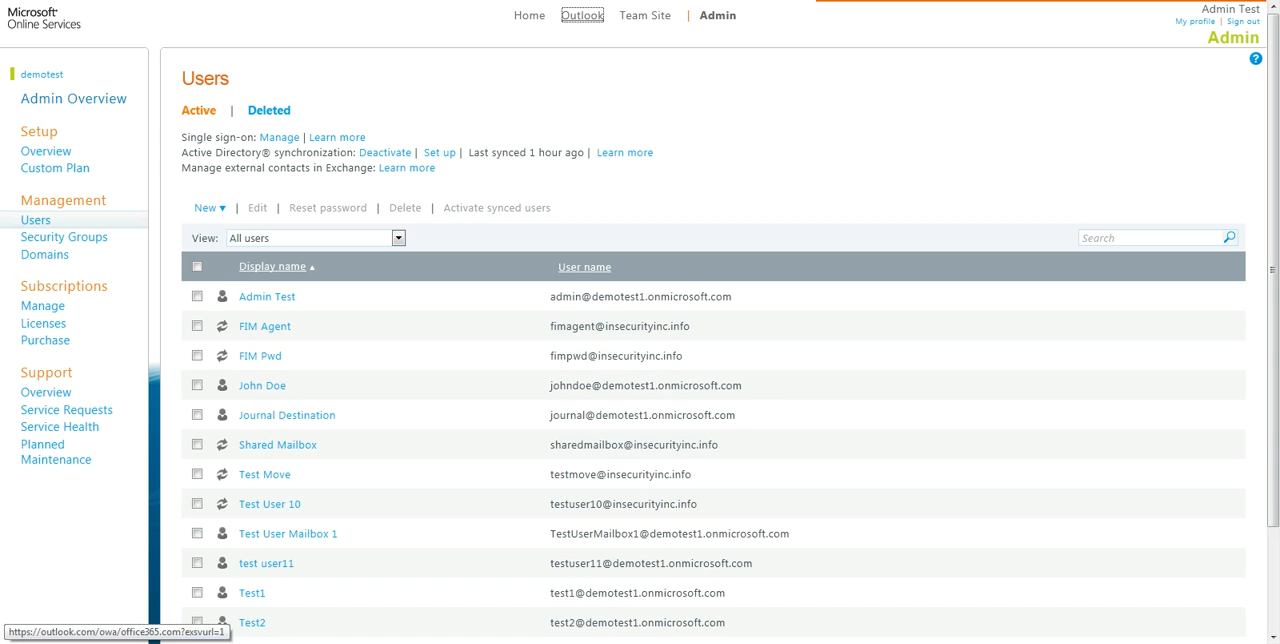 Microsoft®
Online Services
Home Outlook Team Site | Admin
Admin Test
My profile | Sign out
Admin
demotest
Admin Overview
Setup
Overview
Custom Plan
Management
Users
Security Groups
Domains
Subscriptions
Manage
Licenses
Purchase
Support
Overview
Service Requests
Service Health
Planned
Maintenance
Users
Active | Deleted
Single sign-on: Manage | Learn more
Active Directory® synchronization: Deactivate | Set up | Last synced 1 hour ago | Learn more
Manage external contacts in Exchange: Learn more
New ▾ | Edit | Reset password | Delete | Activate synced users
View: All users Search
Display name ▴ User name
Admin Test admin@demotest1.onmicrosoft.com
FIM Agent fimagent@insecurityinc.info
FIM Pwd fimpwd@insecurityinc.info
John Doe johndoe@demotest1.onmicrosoft.com
Journal Destination journal@demotest1.onmicrosoft.com
Shared Mailbox sharedmailbox@insecurityinc.info
Test Move testmove@insecurityinc.info
Test User 10 testuser10@insecurityinc.info
Test User Mailbox 1 TestUserMailbox1@demotest1.onmicrosoft.com
test user11 testuser11@demotest1.onmicrosoft.com
Test1 test1@demotest1.onmicrosoft.com
Test2 test2@demotest1.onmicrosoft.com
https://outlook.com/owa/office365.com?exsvurl=1